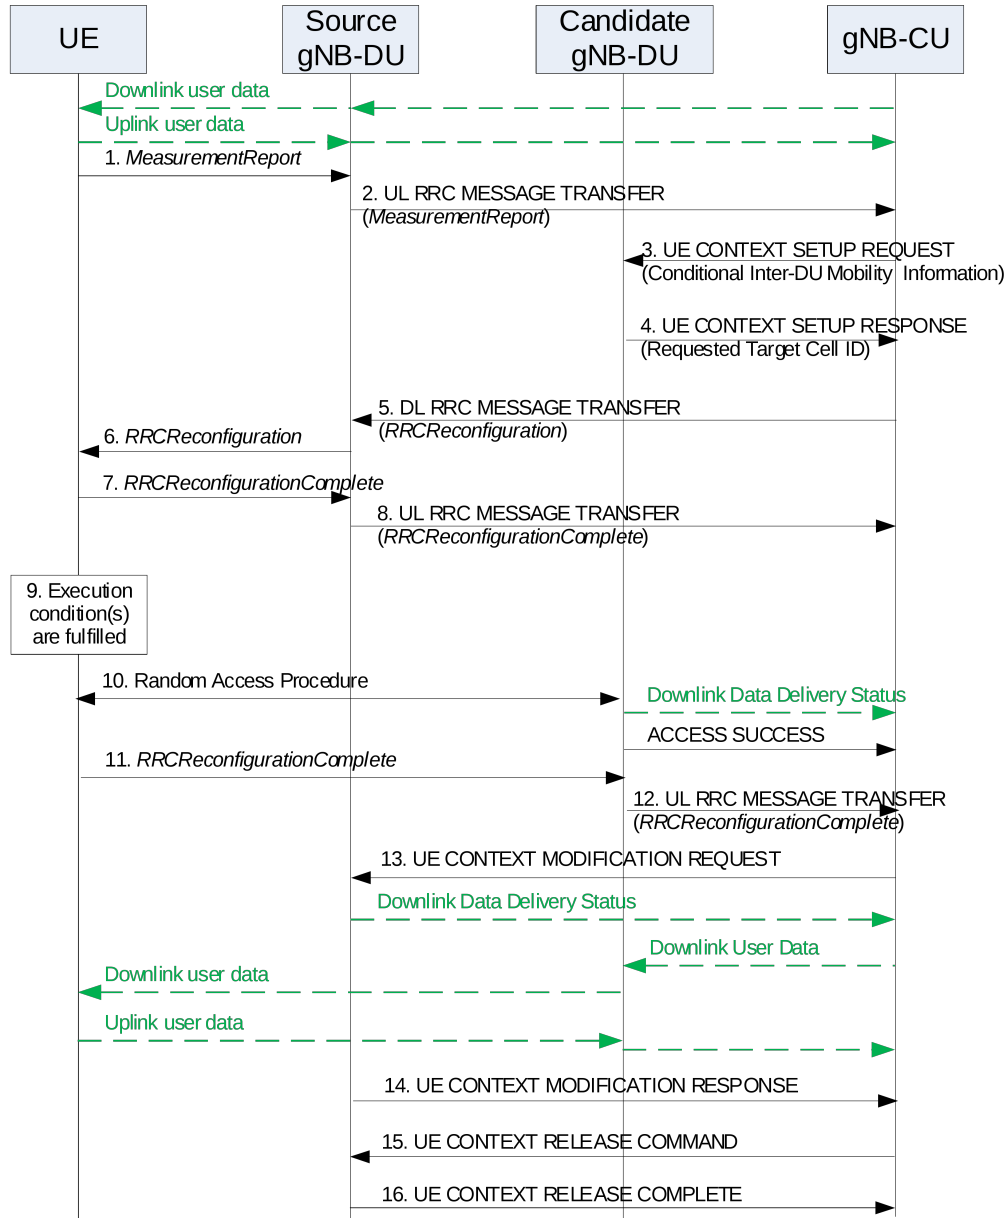 UE
Source
gNB-DU
Candidate
gNB-DU
gNB-CU
Downlink user data
Uplink user data
1. MeasurementReport
2. UL RRC MESSAGE TRANSFER
(MeasurementReport)
3. UE CONTEXT SETUP REQUEST
(Conditional Inter-DU Mobility Information)
4. UE CONTEXT SETUP RESPONSE
(Requested Target Cell ID)
5. DL RRC MESSAGE TRANSFER
(RRCReconfiguration)
6. RRCReconfiguration
7. RRCReconfigurationComplete
8. UL RRC MESSAGE TRANSFER
(RRCReconfigurationComplete)
9. Execution
condition(s)
are fulfilled
10. Random Access Procedure
Downlink Data Delivery Status
ACCESS SUCCESS
11. RRCReconfigurationComplete
12. UL RRC MESSAGE TRANSFER
(RRCReconfigurationComplete)
13. UE CONTEXT MODIFICATION REQUEST
Downlink Data Delivery Status
Downlink User Data
Downlink user data
Uplink user data
14. UE CONTEXT MODIFICATION RESPONSE
15. UE CONTEXT RELEASE COMMAND
16. UE CONTEXT RELEASE COMPLETE